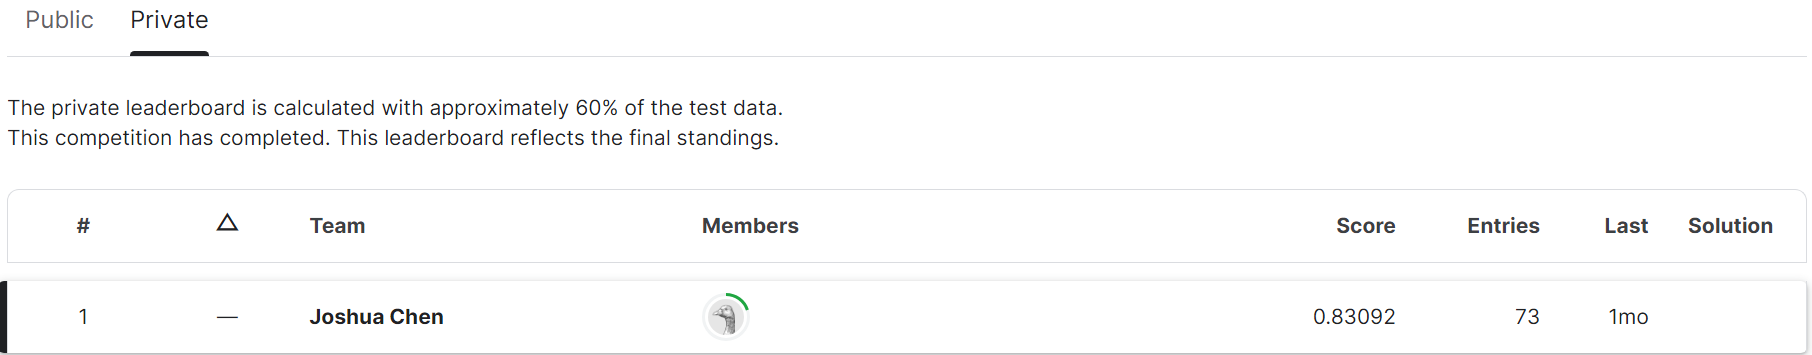 Public Private
The private leaderboard is calculated with approximately 60% of the test data.
This competition has completed. This leaderboard reflects the final standings.
# △ Team Members Score Entries Last Solution
1 — Joshua Chen 0.83092 73 1mo